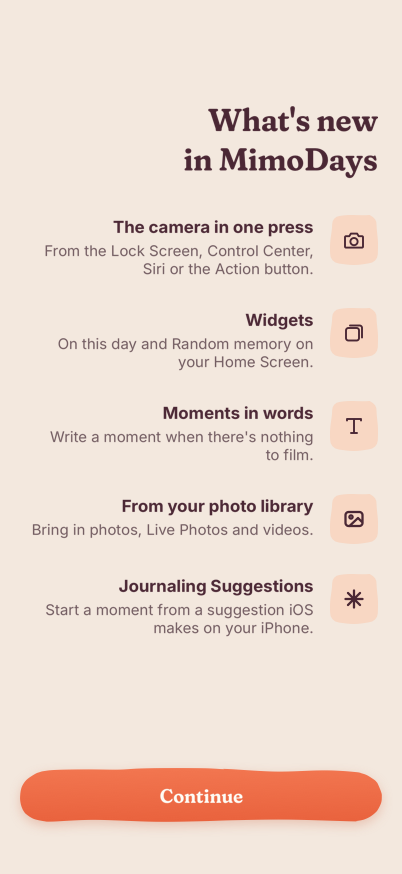 What's new
in MimoDays
The camera in one press
From the Lock Screen, Control Center,
Siri or the Action button.
Widgets
On this day and Random memory on
your Home Screen.
Moments in words
Write a moment when there's nothing
to film.
From your photo library
Bring in photos, Live Photos and videos.
Journaling Suggestions
Start a moment from a suggestion iOS
makes on your iPhone.
Continue